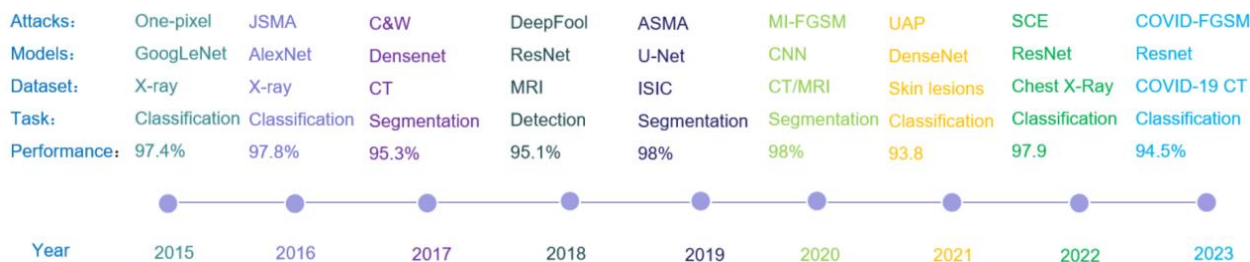 Attacks: One-pixel JSMA C&W DeepFool ASMA MI-FGSM UAP SCE COVID-FGSM
Models: GoogLeNet AlexNet Densenet ResNet U-Net CNN DenseNet ResNet Resnet
Dataset: X-ray X-ray CT MRI ISIC CT/MRI Skin lesions Chest X-Ray COVID-19 CT
Task: Classification Classification Segmentation Detection Segmentation Segmentation Classification Classification Classification
Performance: 97.4% 97.8% 95.3% 95.1% 98% 98% 93.8 97.9 94.5%
Year 2015 2016 2017 2018 2019 2020 2021 2022 2023